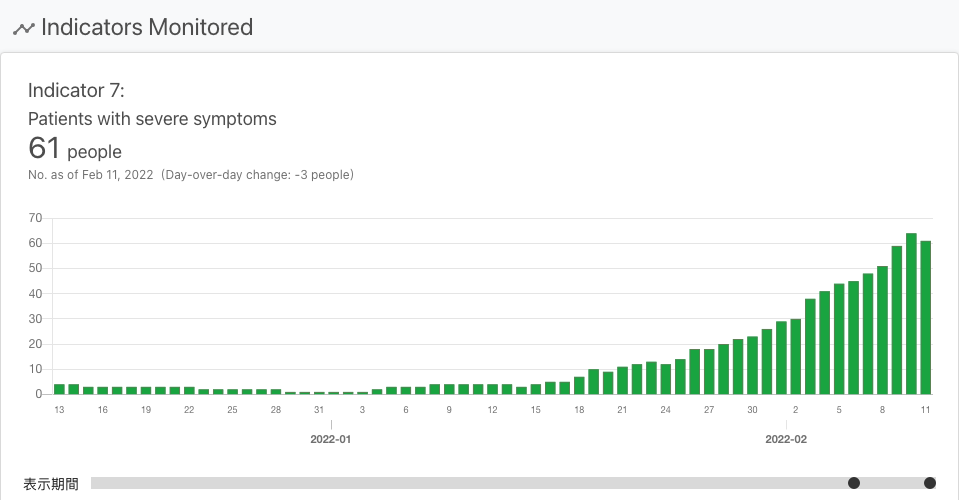 Indicators Monitored
Indicator 7:
Patients with severe symptoms
61 people
No. as of Feb 11, 2022 (Day-over-day change: -3 people)
70
60
50
40
30
20
10
0
13 16 19 22 25 28 31 3 6 9 12 15 18 21 24 27 30 2 5 8 11
2022-01 2022-02
表示期間